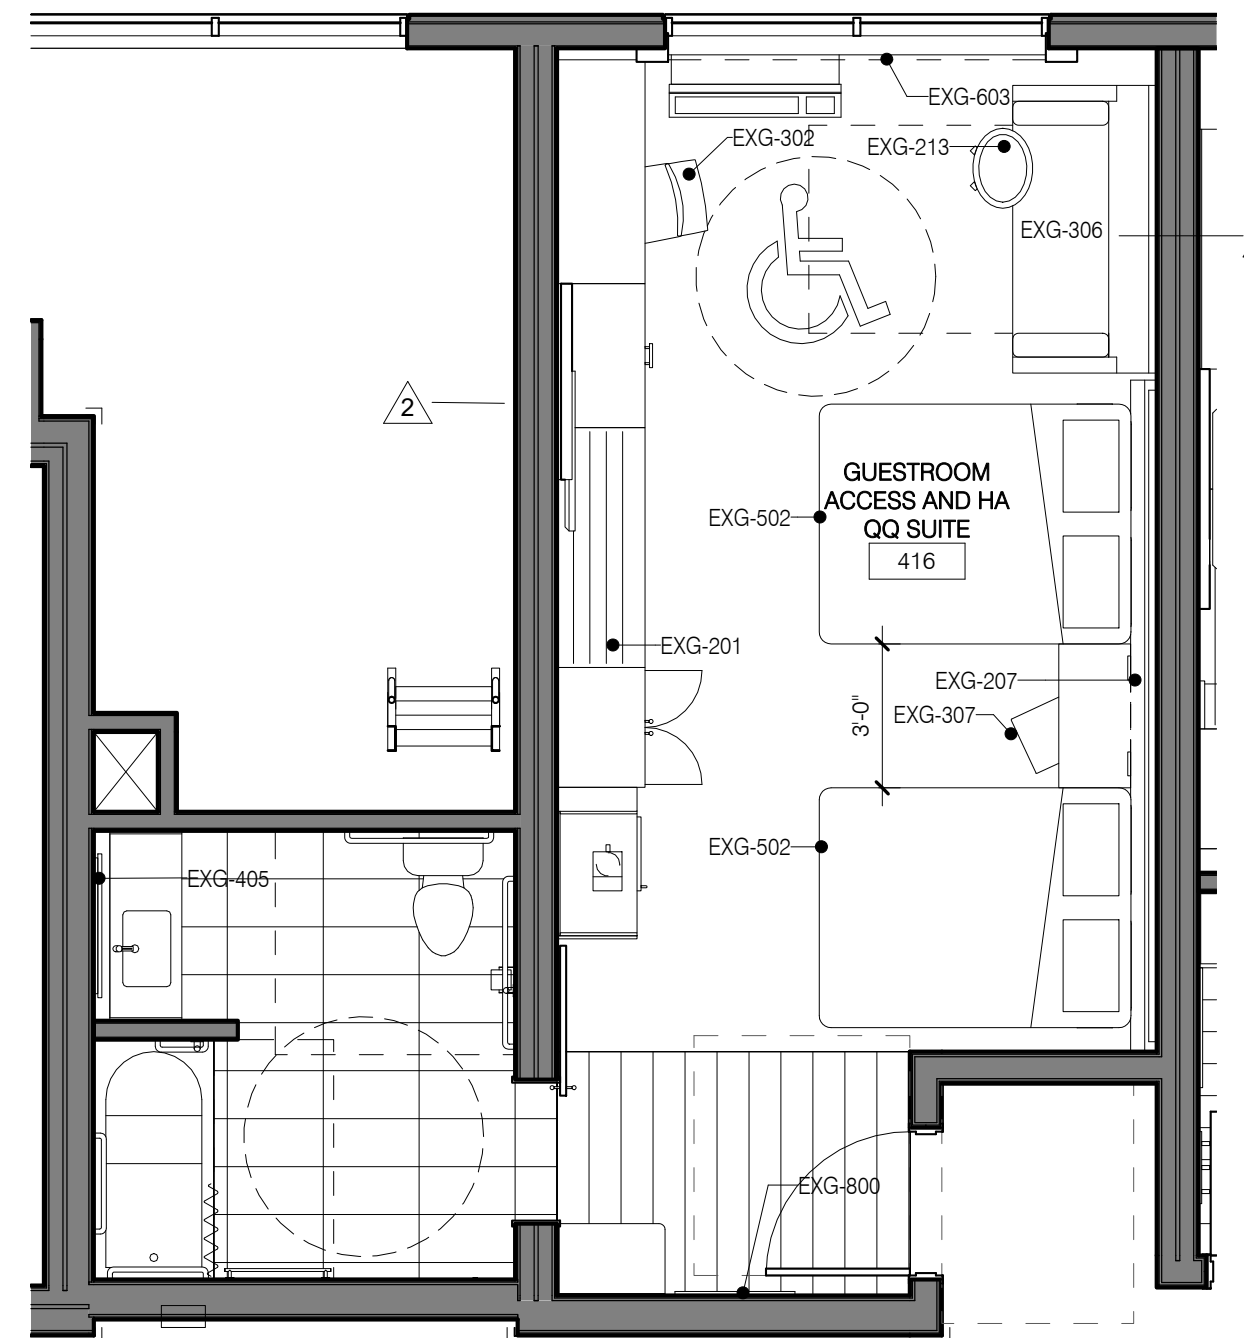 EXG-603
EXG-302
EXG-213
EXG-306
2
GUESTROOM
ACCESS AND HA
QQ SUITE
416
EXG-502
EXG-201
EXG-207
EXG-307
3'-0"
EXG-502
EXG-405
EXG-800